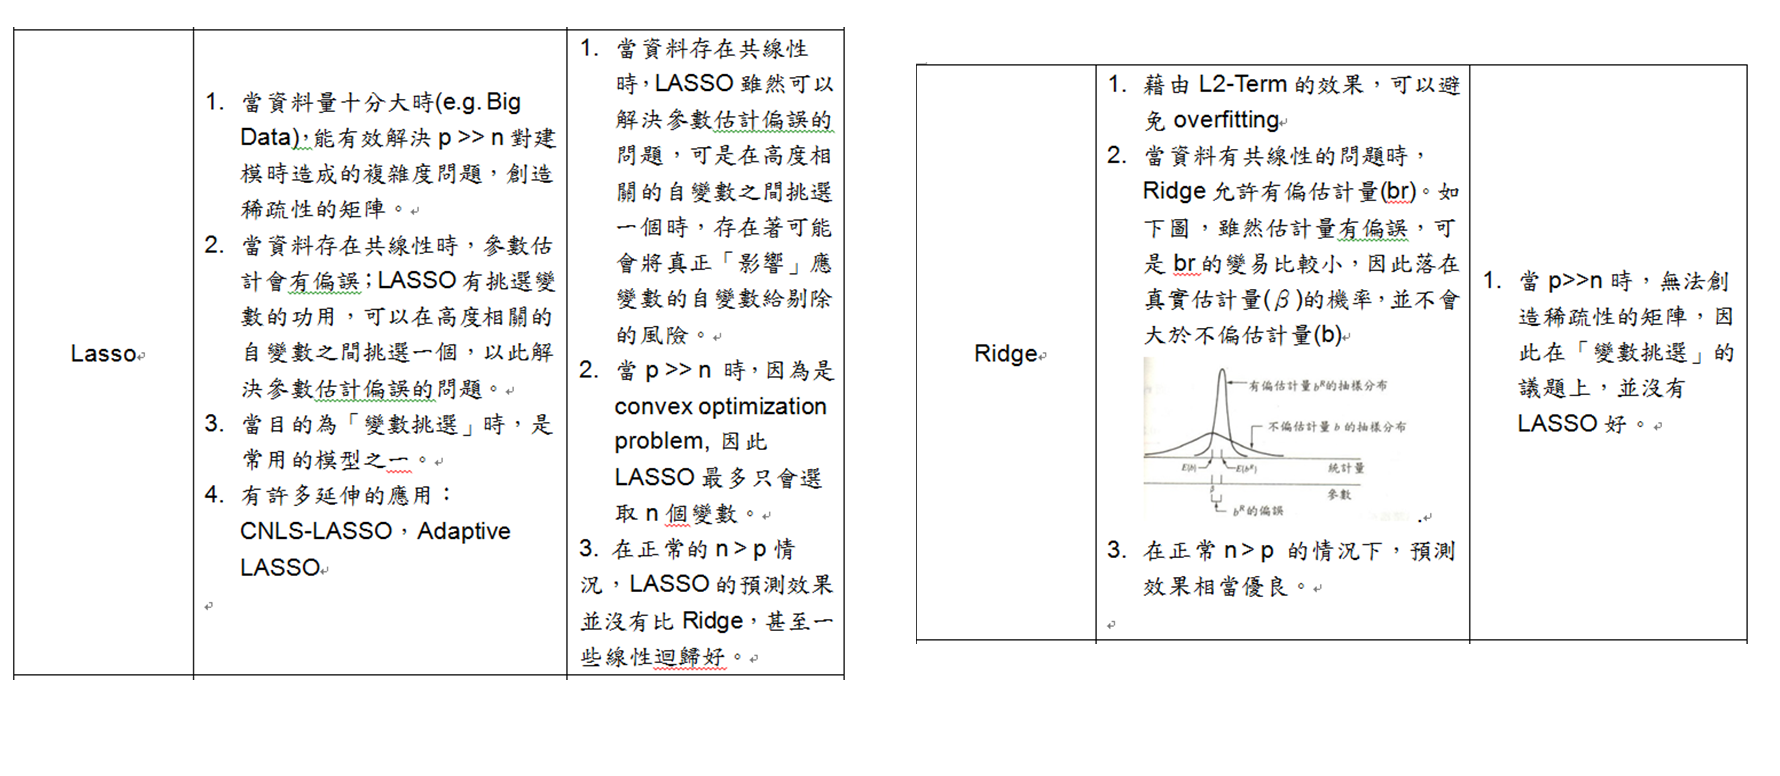 Lasso
1. 當資料量十分大時(e.g. Big
Data),能有效解決 p >> n 對建
模時造成的複雜度問題，創造
稀疏性的矩陣。
2. 當資料存在共線性時，參數估
計會有偏誤；LASSO 有挑選變
數的功用，可以在高度相關的
自變數之間挑選一個，以此解
決參數估計偏誤的問題。
3. 當目的為「變數挑選」時，是
常用的模型之一。
4. 有許多延伸的應用：
CNLS-LASSO，Adaptive
LASSO
1. 當資料存在共線性
時，LASSO 雖然可以
解決參數估計偏誤的
問題，可是在高度相
關的自變數之間挑選
一個時，存在著可能
會將真正「影響」應
變數的自變數給剔除
的風險。
2. 當 p >> n 時，因為是
convex optimization
problem, 因此
LASSO 最多只會選
取 n 個變數。
3. 在正常的 n > p 情
況，LASSO 的預測效果
並沒有比 Ridge，甚至一
些線性迴歸好。
Ridge
1. 藉由 L2-Term 的效果，可以避
免 overfitting
2. 當資料有共線性的問題時，
Ridge 允許有偏估計量(br)。如
下圖，雖然估計量有偏誤，可
是 br 的變易比較小，因此落在
真實估計量(β)的機率，並不會
大於不偏估計量(b)
有偏估計量 bᴿ的抽樣分布
不偏估計量 b 的抽樣分布
E(b) E(bᴿ) 統計量
β 參數
bᴿ的偏誤
.
3. 在正常 n > p 的情況下，預測
效果相當優良。
1. 當 p>>n 時，無法創
造稀疏性的矩陣，因
此在「變數挑選」的
議題上，並沒有
LASSO 好。